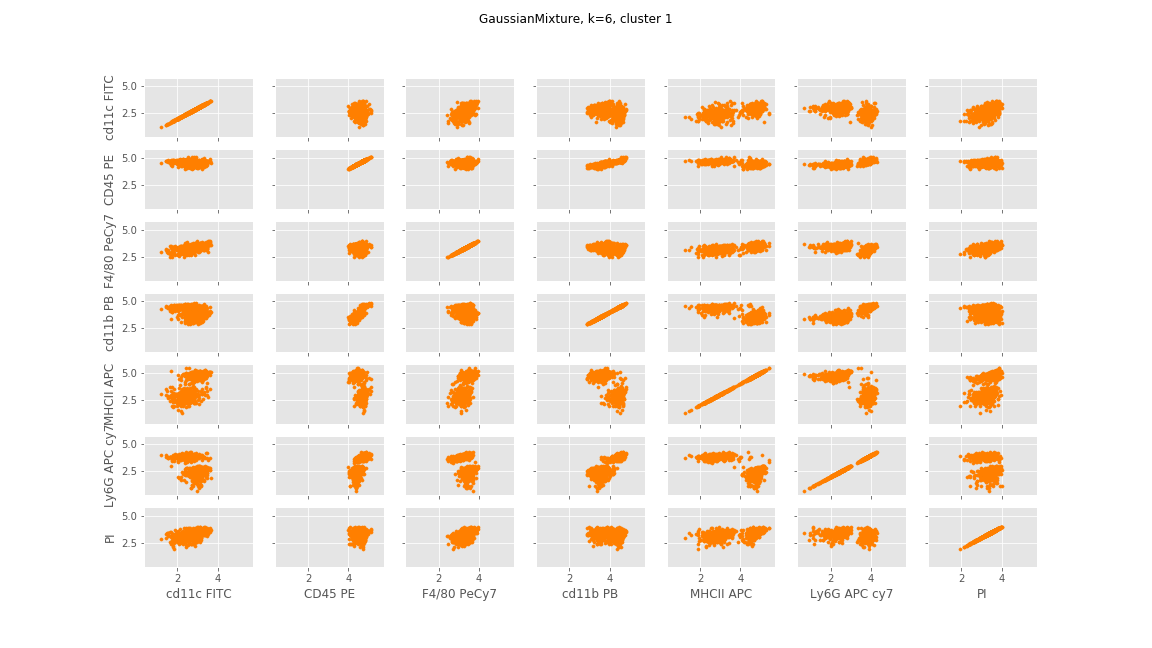 GaussianMixture, k=6, cluster 1
cd11c FITC
5.0
2.5
CD45 PE
5.0
2.5
F4/80 PeCy7
5.0
2.5
cd11b PB
5.0
2.5
MHCII APC
5.0
2.5
Ly6G APC cy7
5.0
2.5
PI
5.0
2.5
2 4 2 4 2 4 2 4 2 4 2 4 2 4
cd11c FITC CD45 PE F4/80 PeCy7 cd11b PB MHCII APC Ly6G APC cy7 PI